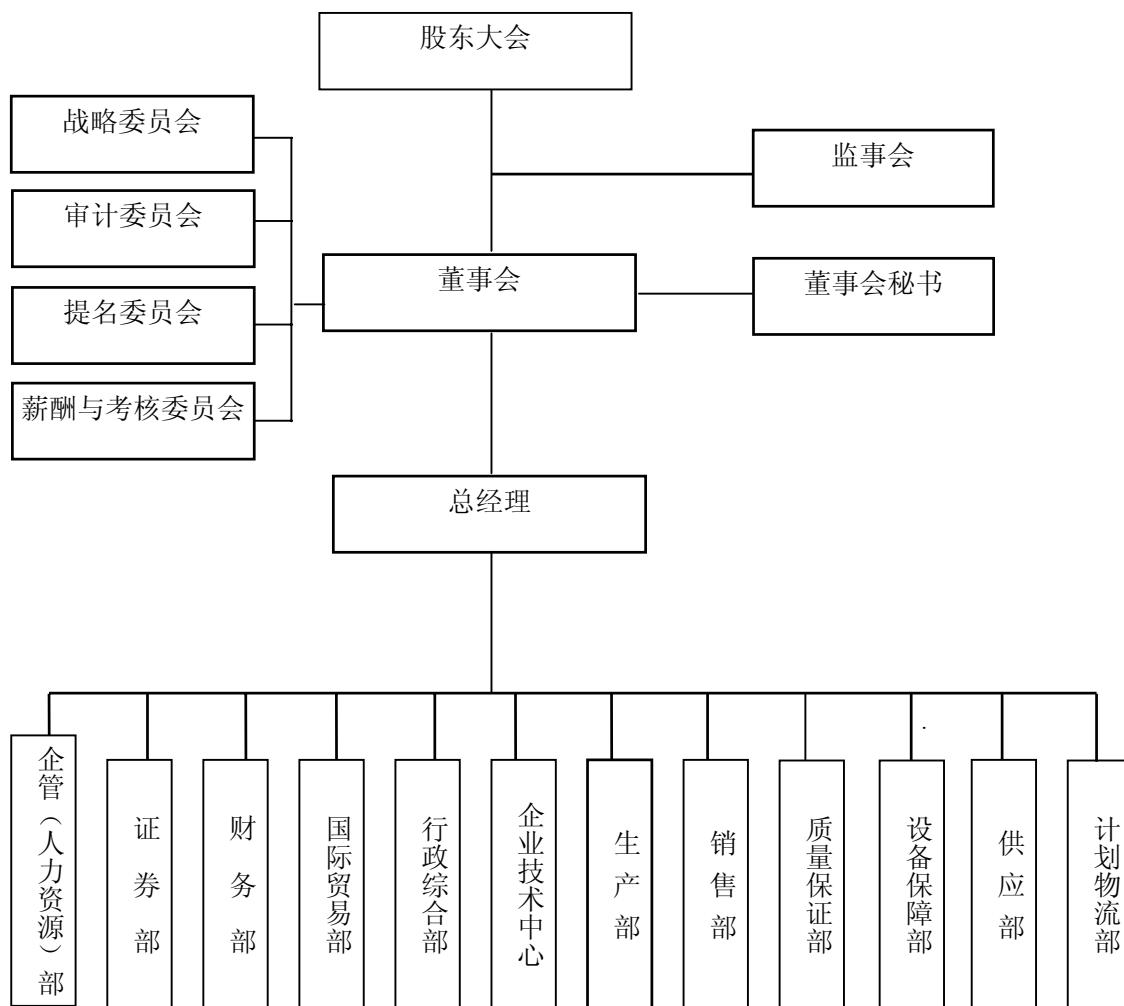 股东大会
战略委员会
监事会
审计委员会
董事会
董事会秘书
提名委员会
薪酬与考核委员会
总经理
企管（人力资源）部
证券部
财务部
国际贸易部
行政综合部
企业技术中心
生产部
销售部
质量保证部
设备保障部
供应部
计划物流部